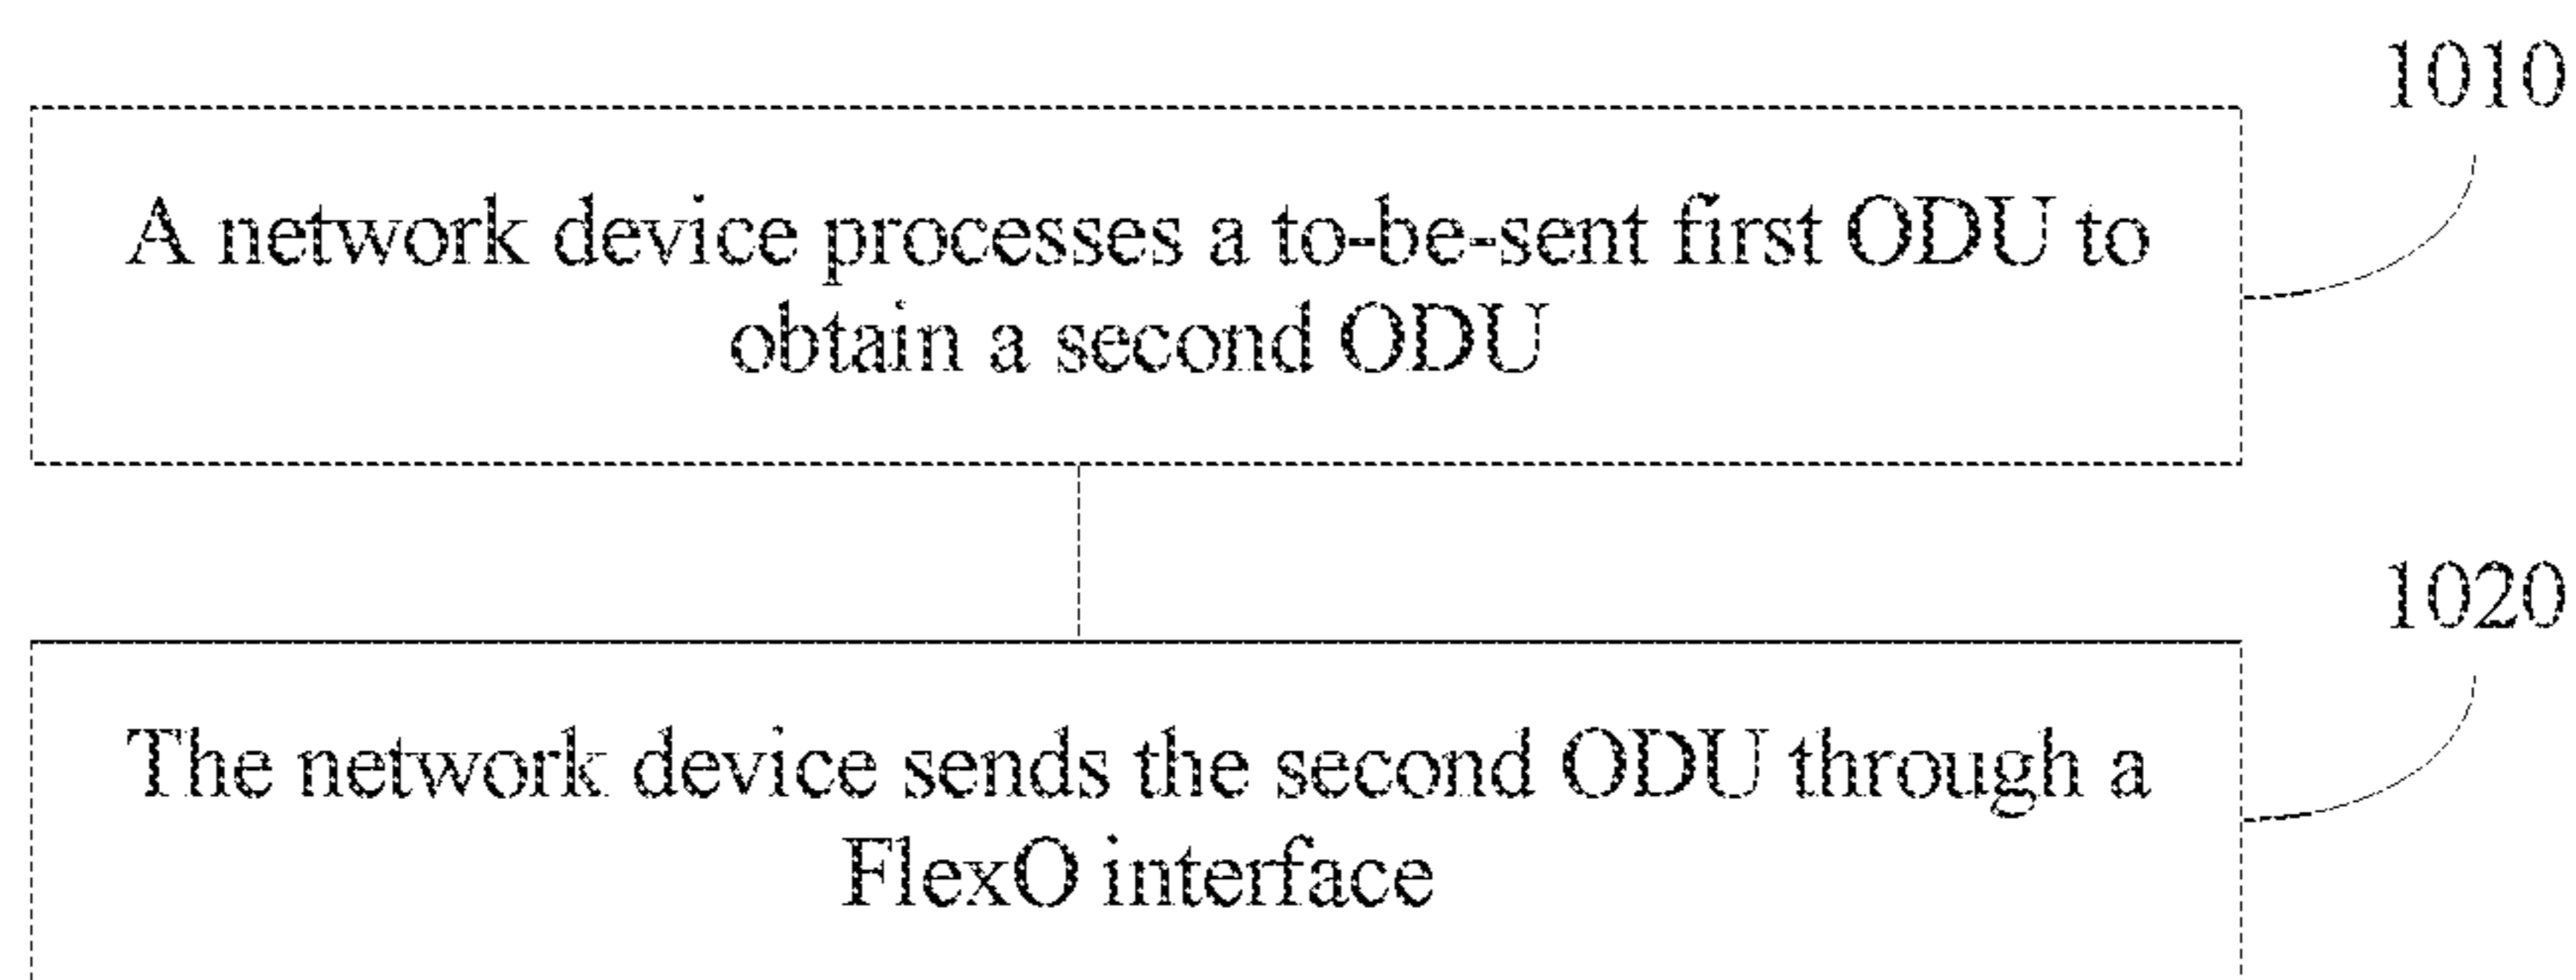 1010
A network device processes a to-be-sent first ODU to
obtain a second ODU
1020
The network device sends the second ODU through a
FlexO interface